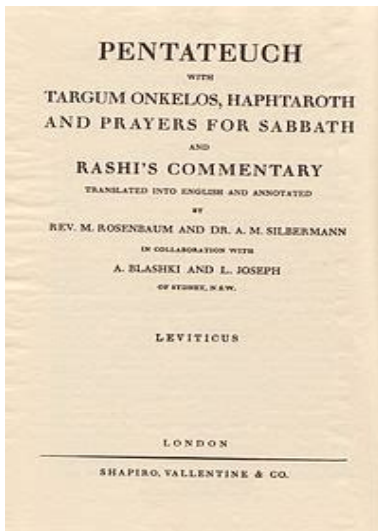 PENTATEUCH
WITH
TARGUM ONKELOS, HAPHTAROTH
AND PRAYERS FOR SABBATH
AND
RASHI'S COMMENTARY
TRANSLATED INTO ENGLISH AND ANNOTATED
BY
REV. M. ROSENBAUM AND DR. A. M. SILBERMANN
IN COLLABORATION WITH
A. BLASHKI AND L. JOSEPH
OF SYDNEY, N.S.W.
LEVITICUS
LONDON
SHAPIRO, VALLENTINE & CO.